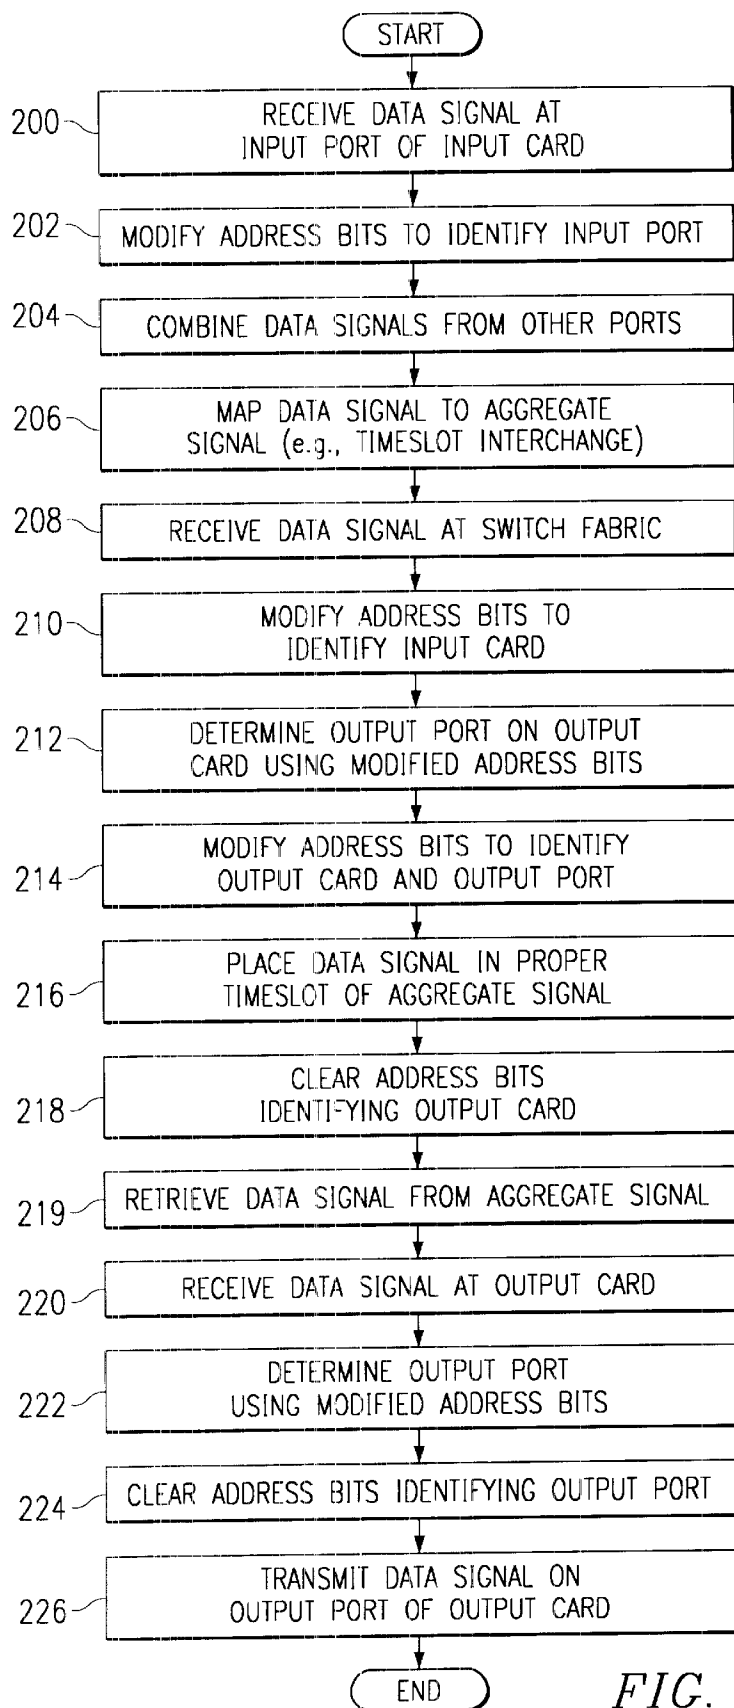 START
200
RECEIVE DATA SIGNAL AT
INPUT PORT OF INPUT CARD
202
MODIFY ADDRESS BITS TO IDENTIFY INPUT PORT
204
COMBINE DATA SIGNALS FROM OTHER PORTS
206
MAP DATA SIGNAL TO AGGREGATE
SIGNAL (e.g., TIMESLOT INTERCHANGE)
208
RECEIVE DATA SIGNAL AT SWITCH FABRIC
210
MODIFY ADDRESS BITS TO
IDENTIFY INPUT CARD
212
DETERMINE OUTPUT PORT ON OUTPUT
CARD USING MODIFIED ADDRESS BITS
214
MODIFY ADDRESS BITS TO IDENTIFY
OUTPUT CARD AND OUTPUT PORT
216
PLACE DATA SIGNAL IN PROPER
TIMESLOT OF AGGREGATE SIGNAL
218
CLEAR ADDRESS BITS
IDENTIFYING OUTPUT CARD
219
RETRIEVE DATA SIGNAL FROM AGGREGATE SIGNAL
220
RECEIVE DATA SIGNAL AT OUTPUT CARD
222
DETERMINE OUTPUT PORT
USING MODIFIED ADDRESS BITS
224
CLEAR ADDRESS BITS IDENTIFYING OUTPUT PORT
226
TRANSMIT DATA SIGNAL ON
OUTPUT PORT OF OUTPUT CARD
END
FIG.